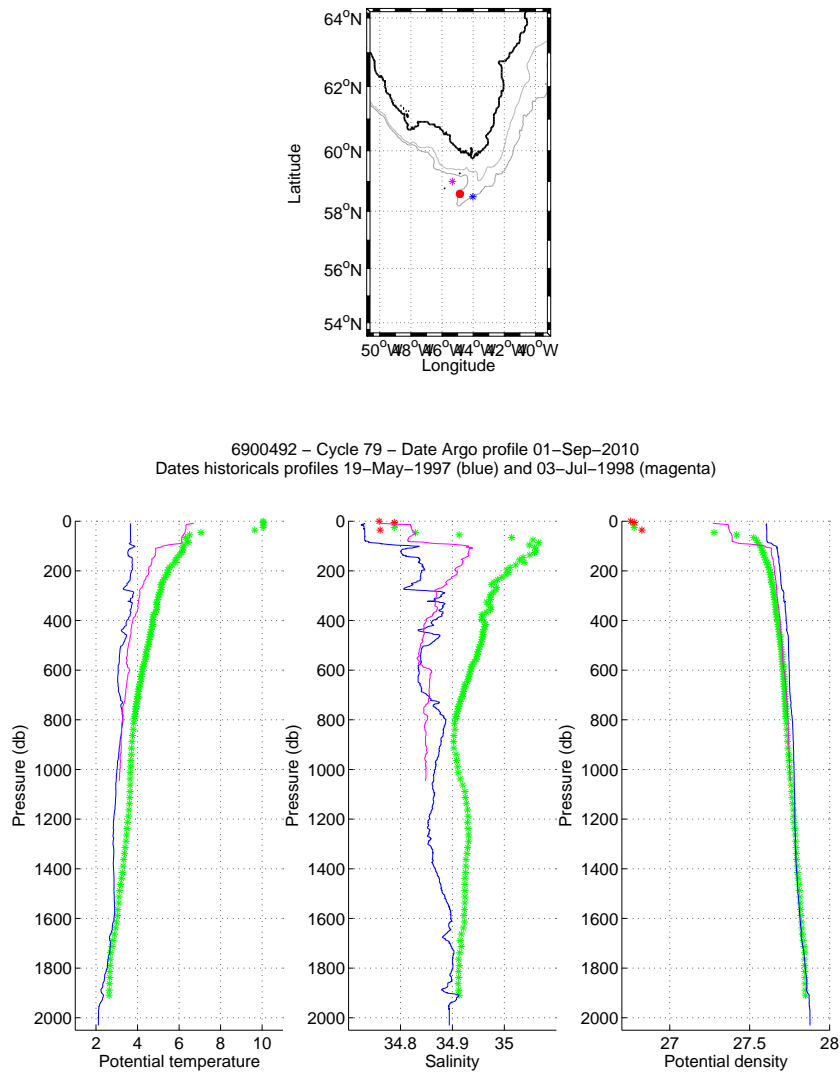 64°N
62°N
60°N
58°N
56°N
54°N
Latitude
50°W 48°W 46°W 44°W 42°W 40°W
Longitude
6900492 − Cycle 79 − Date Argo profile 01−Sep−2010
Dates historicals profiles 19−May−1997 (blue) and 03−Jul−1998 (magenta)
0
200
400
600
800
1000
1200
1400
1600
1800
2000
Pressure (db)
2 4 6 8 10
Potential temperature
0
200
400
600
800
1000
1200
1400
1600
1800
2000
Pressure (db)
34.8 34.9 35
Salinity
0
200
400
600
800
1000
1200
1400
1600
1800
2000
Pressure (db)
27 27.5 28
Potential density